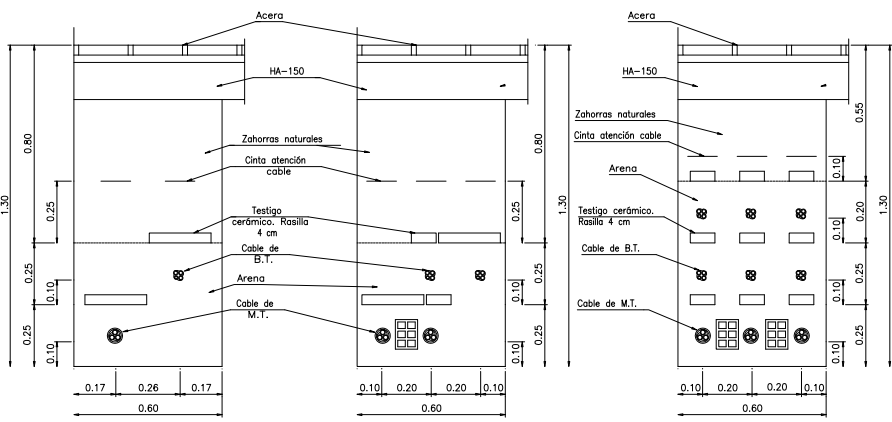 Acera
Acera
HA-150
HA-150
Zahorras naturales
Cinta atención
cable
Testigo
cerámico. Rasilla
4 cm
Cable de
B.T.
Arena
Cable de
M.T.
Zahorras naturales
Cinta atención cable
Arena
Testigo cerámico.
Rasilla 4 cm
Cable de B.T.
Cable de M.T.
1.30
0.80
0.25
0.25
0.10
0.25
0.10
0.17
0.26
0.17
0.60
0.80
1.30
0.25
0.25
0.10
0.25
0.10
0.10
0.20
0.20
0.10
0.60
0.55
1.30
0.10
0.20
0.10
0.25
0.10
0.25
0.10
0.10
0.20
0.20
0.10
0.60